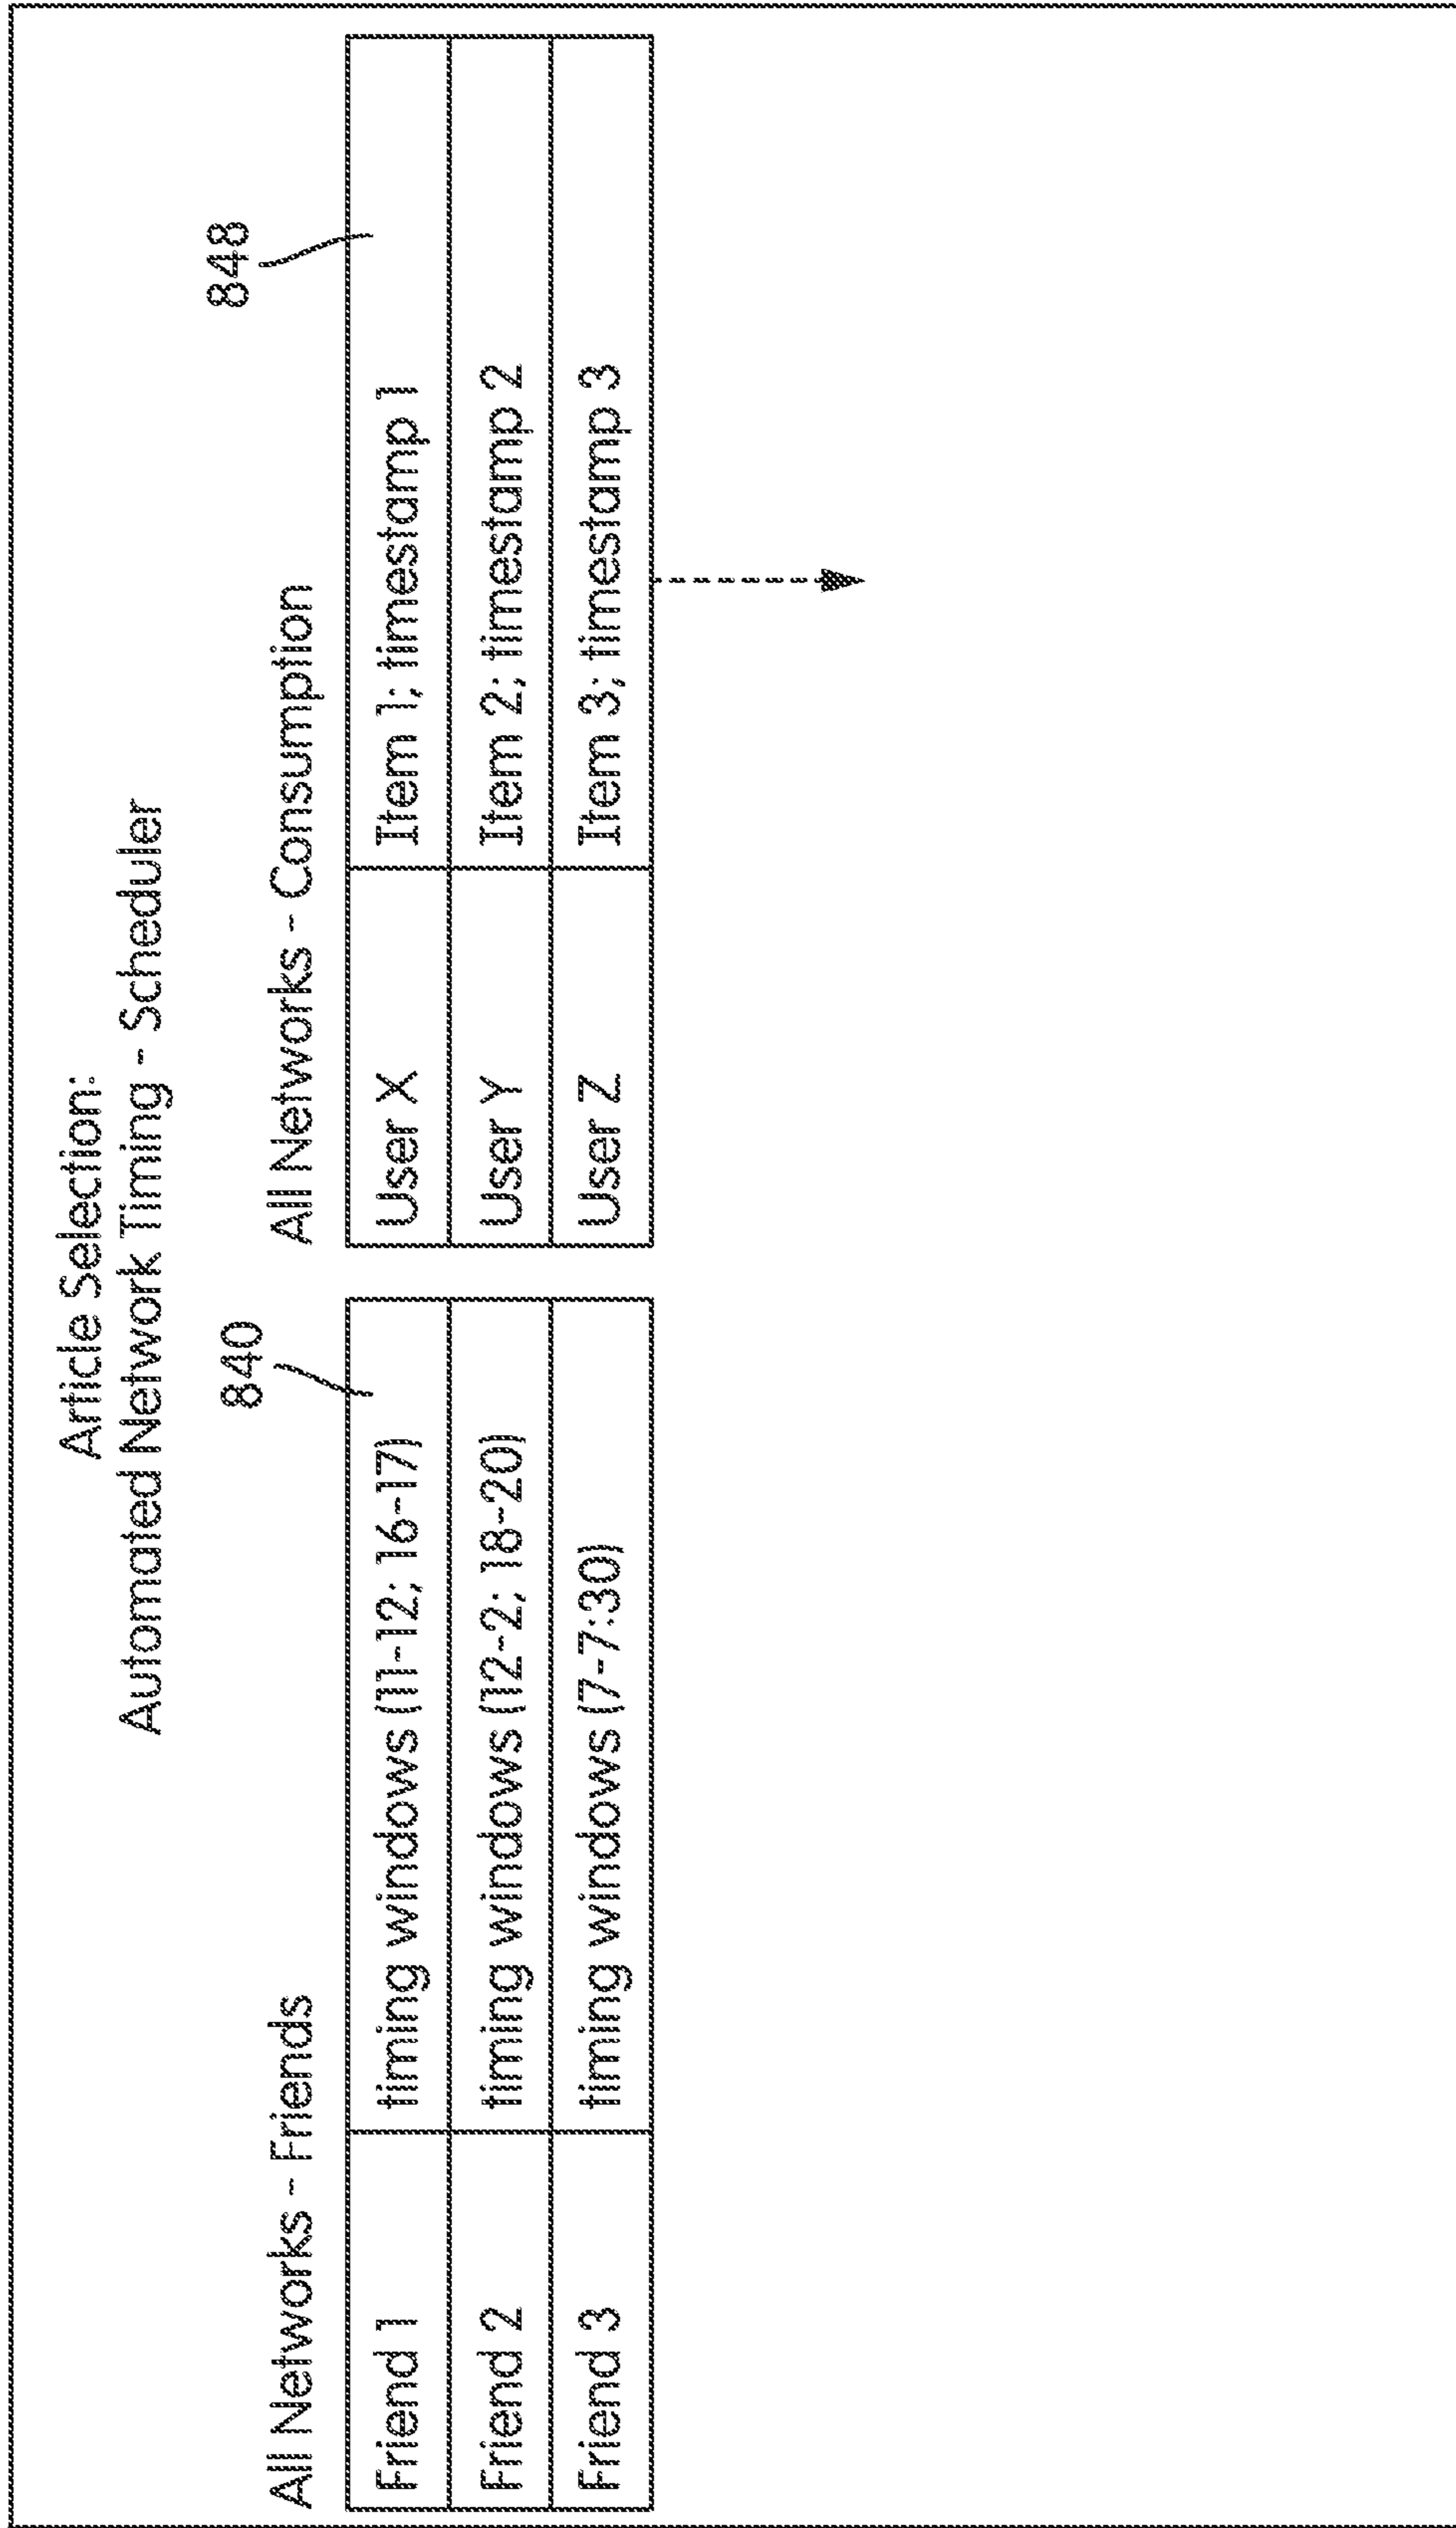 Article Selection:
Automated Network Timing - Scheduler
840
848
All Networks - Friends
Friend 1 timing windows (11-12; 16-17)
Friend 2 timing windows (12-2; 18-20)
Friend 3 timing windows (7-7:30)
All Networks - Consumption
User X Item 1; timestamp 1
User Y Item 2; timestamp 2
User Z Item 3; timestamp 3